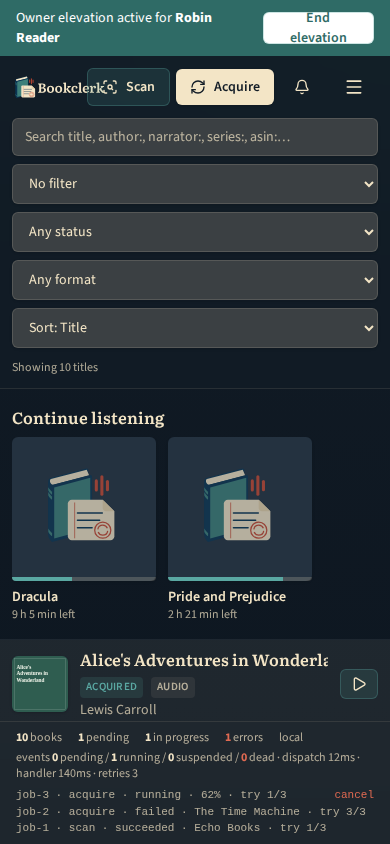 Owner elevation active for Robin
Reader
End
elevation
Bookclerk
Scan
Acquire
Search title, author:, narrator:, series:, asin:…
No filter
Any status
Any format
Sort: Title
Showing 10 titles
Continue listening
Dracula
9 h 5 min left
Pride and Prejudice
2 h 21 min left
Alice's
Adventures in
Wonderland
Alice's Adventures in Wonderla
ACQUIRED AUDIO
Lewis Carroll
10 books 1 pending 1 in progress 1 errors local
events 0 pending / 1 running / 0 suspended / 0 dead · dispatch 12ms ·
handler 140ms · retries 3
job-3 · acquire · running · 62% · try 1/3 cancel
job-2 · acquire · failed · The Time Machine · try 3/3
job-1 · scan · succeeded · Echo Books · try 1/3